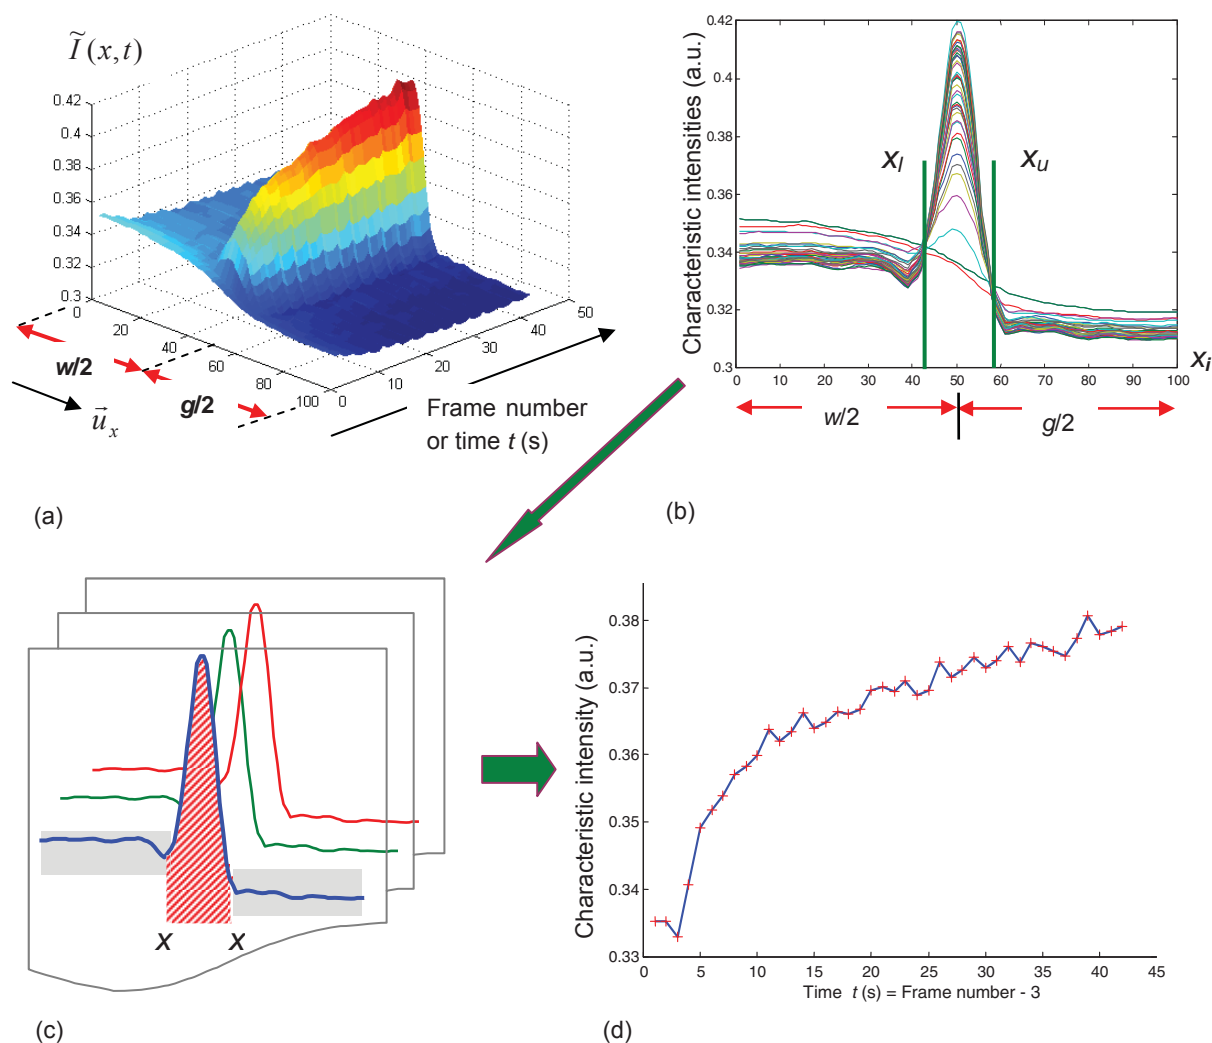 Ĩ(x,t)
0.42
0.4
0.38
0.36
0.34
0.32
0.3
0
20
40
60
80
100
0
10
20
30
40
50
w/2
g/2
u⃗x
Frame number
or time t (s)
(a)
Characteristic intensities (a.u.)
0.42
0.4
0.38
0.36
0.34
0.32
0.3
xl
xu
xi
0 10 20 30 40 50 60 70 80 90 100
w/2
g/2
(b)
x x
(c)
Characteristic intensity (a.u.)
0.38
0.37
0.36
0.35
0.34
0.33
0 5 10 15 20 25 30 35 40 45
Time t (s) = Frame number - 3
(d)